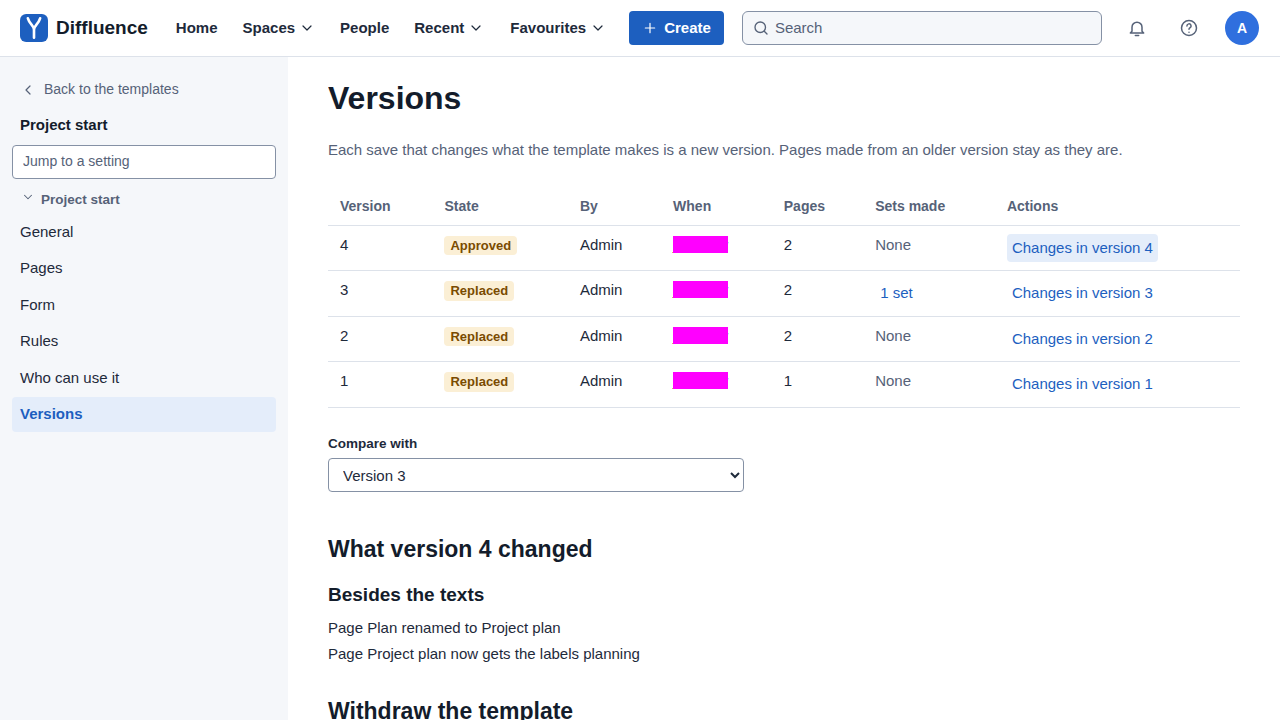 Diffluence Home Spaces People Recent Favourites Create Search A
Back to the templates
Project start
Jump to a setting
Project start
General
Pages
Form
Rules
Who can use it
Versions
Versions
Each save that changes what the template makes is a new version. Pages made from an older version stay as they are.
Version State By When Pages Sets made Actions
4 Approved Admin 2 None Changes in version 4
3 Replaced Admin 2 1 set Changes in version 3
2 Replaced Admin 2 None Changes in version 2
1 Replaced Admin 1 None Changes in version 1
Compare with
Version 3
What version 4 changed
Besides the texts
Page Plan renamed to Project plan
Page Project plan now gets the labels planning
Withdraw the template